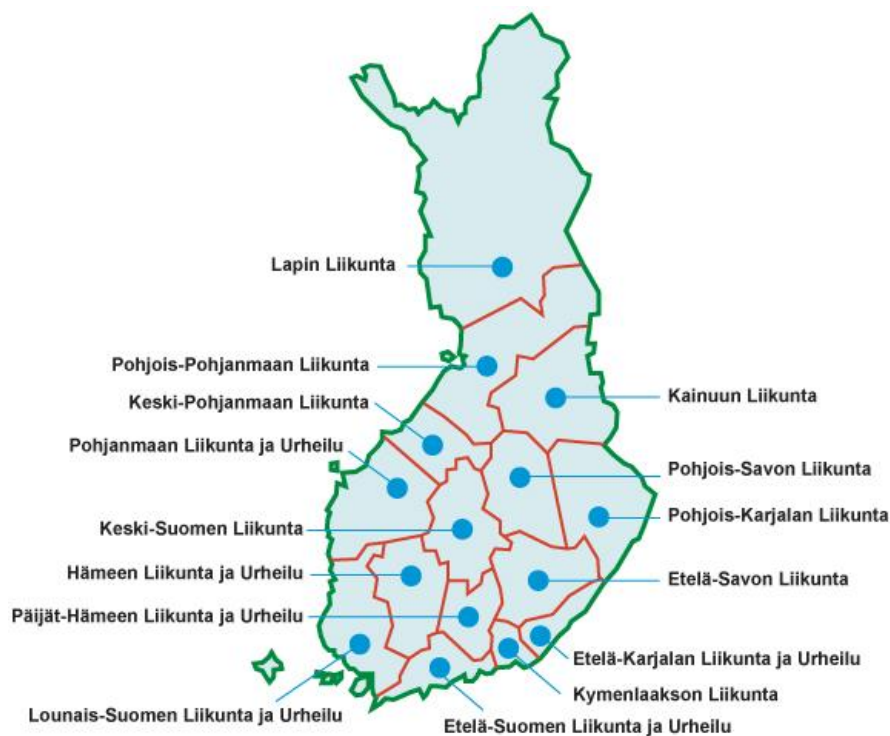 Lapin Liikunta
Pohjois-Pohjanmaan Liikunta
Keski-Pohjanmaan Liikunta
Kainuun Liikunta
Pohjanmaan Liikunta ja Urheilu
Pohjois-Savon Liikunta
Pohjois-Karjalan Liikunta
Keski-Suomen Liikunta
Hämeen Liikunta ja Urheilu
Etelä-Savon Liikunta
Päijät-Hämeen Liikunta ja Urheilu
Etelä-Karjalan Liikunta ja Urheilu
Kymenlaakson Liikunta
Lounais-Suomen Liikunta ja Urheilu
Etelä-Suomen Liikunta ja Urheilu